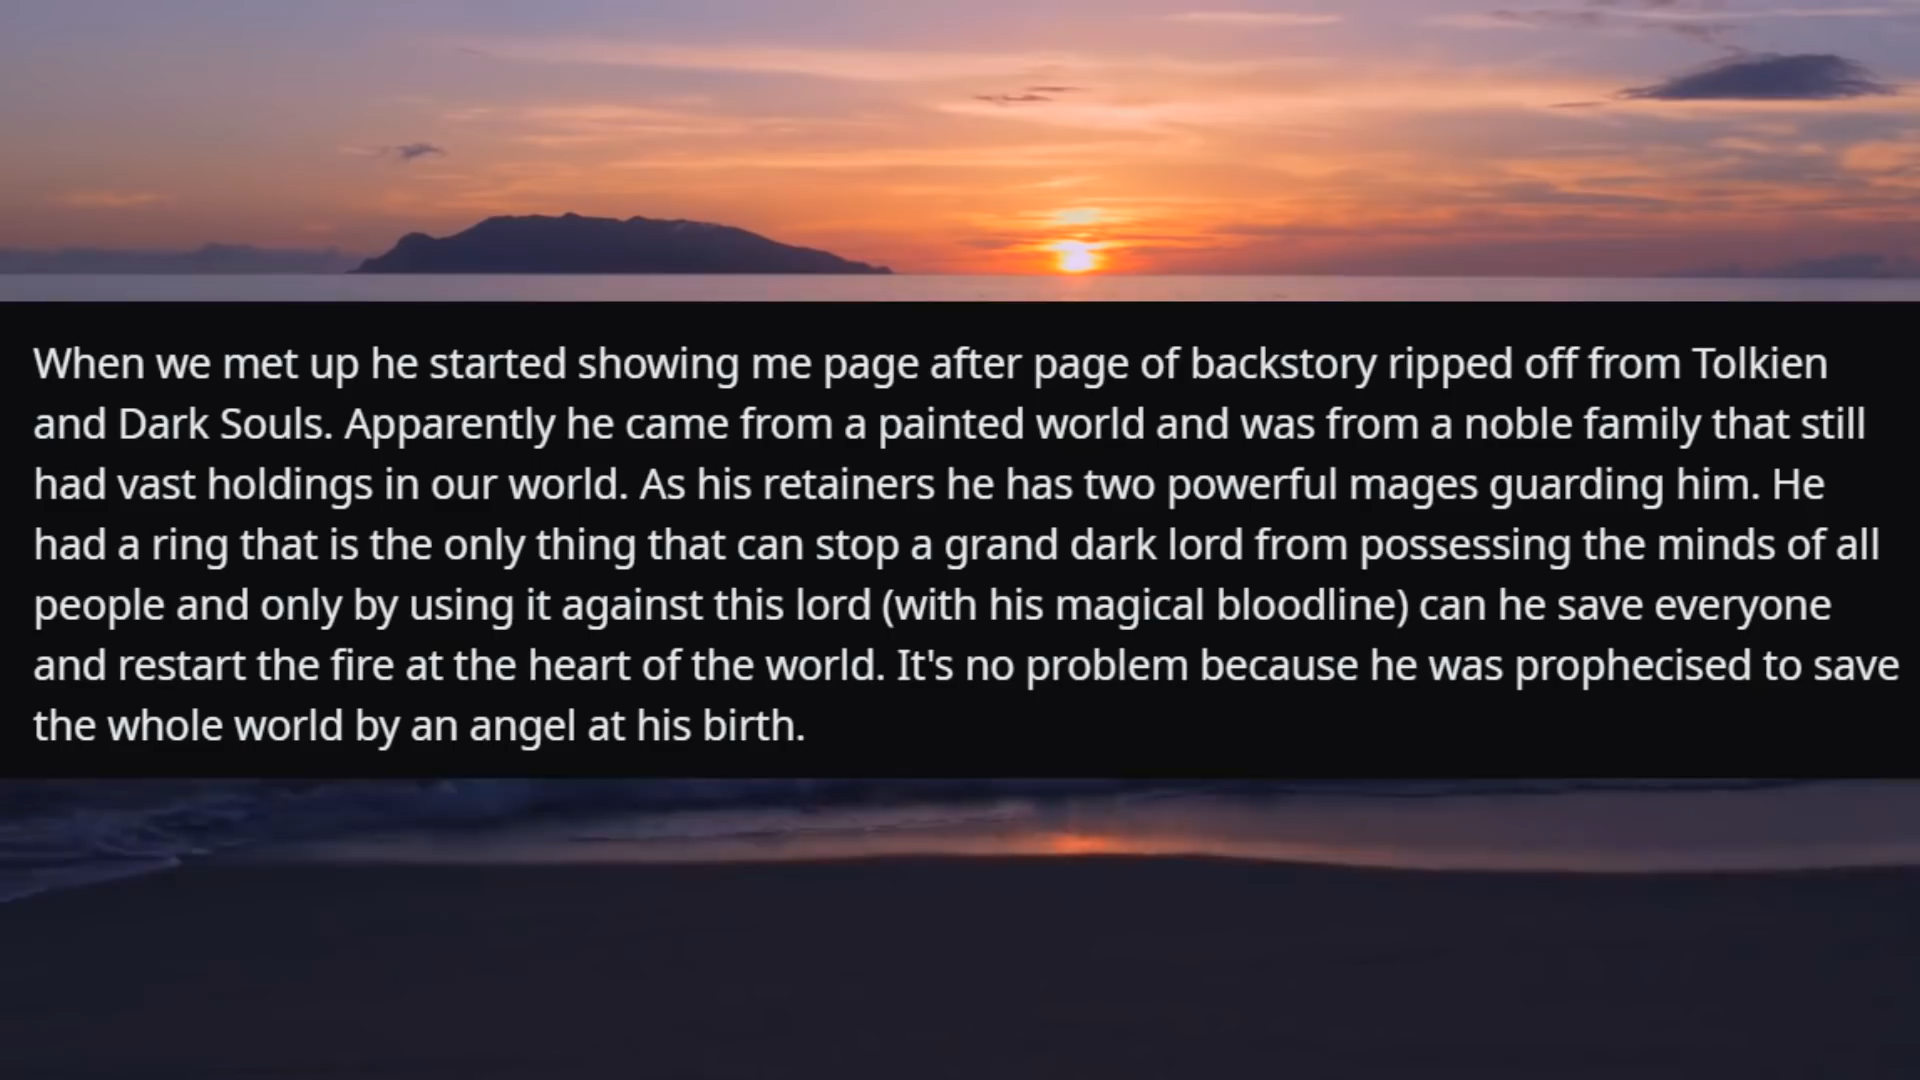 When we met up he started showing me page after page of backstory ripped off from Tolkien
and Dark Souls. Apparently he came from a painted world and was from a noble family that still
had vast holdings in our world. As his retainers he has two powerful mages guarding him. He
had a ring that is the only thing that can stop a grand dark lord from possessing the minds of all
people and only by using it against this lord (with his magical bloodline) can he save everyone
and restart the fire at the heart of the world. It's no problem because he was prophecised to save
the whole world by an angel at his birth.